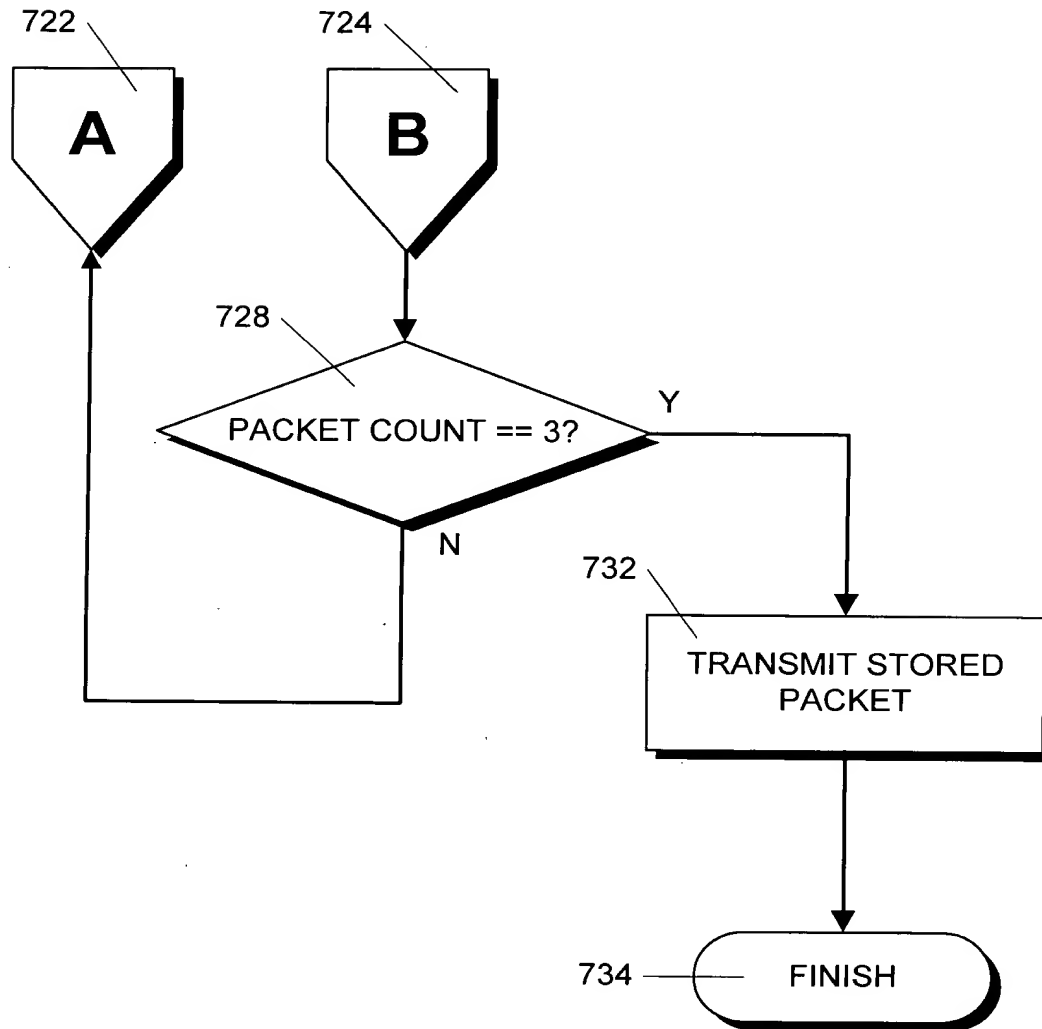 722
724
A
B
728
PACKET COUNT == 3?
Y
N
732
TRANSMIT STORED
PACKET
734
FINISH